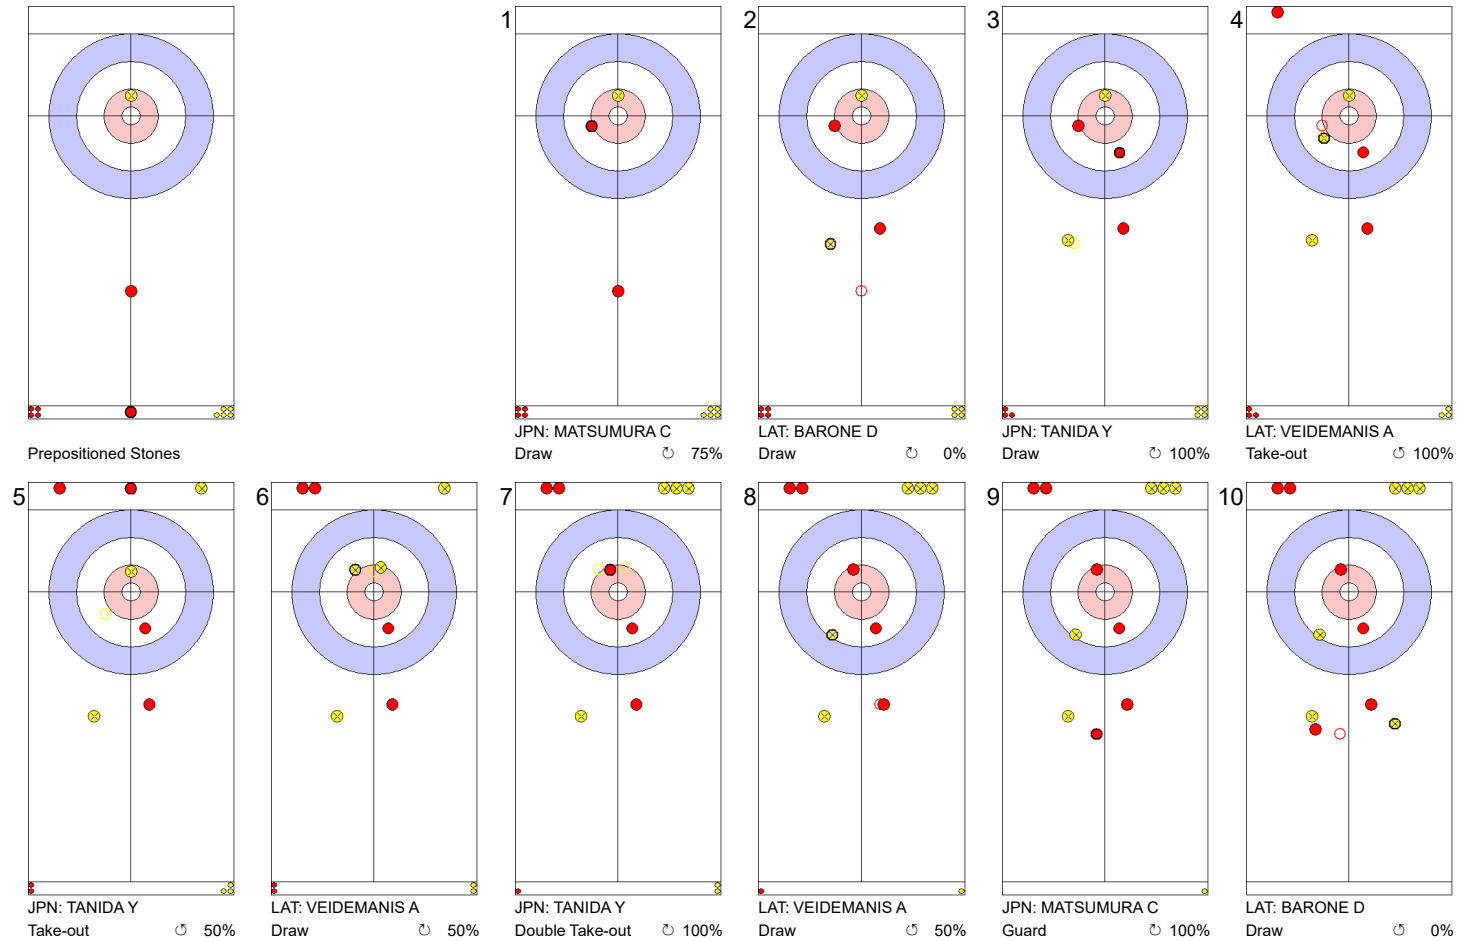 1
2
3
4
Prepositioned Stones
JPN: MATSUMURA C
Draw ↻ 75%
LAT: BARONE D
Draw ↻ 0%
JPN: TANIDA Y
Draw ↻ 100%
LAT: VEIDEMANIS A
Take-out ↻ 100%
5
6
7
8
9
10
JPN: TANIDA Y
Take-out ↺ 50%
LAT: VEIDEMANIS A
Draw ↻ 50%
JPN: TANIDA Y
Double Take-out ↻ 100%
LAT: VEIDEMANIS A
Draw ↺ 50%
JPN: MATSUMURA C
Guard ↻ 100%
LAT: BARONE D
Draw ↺ 0%